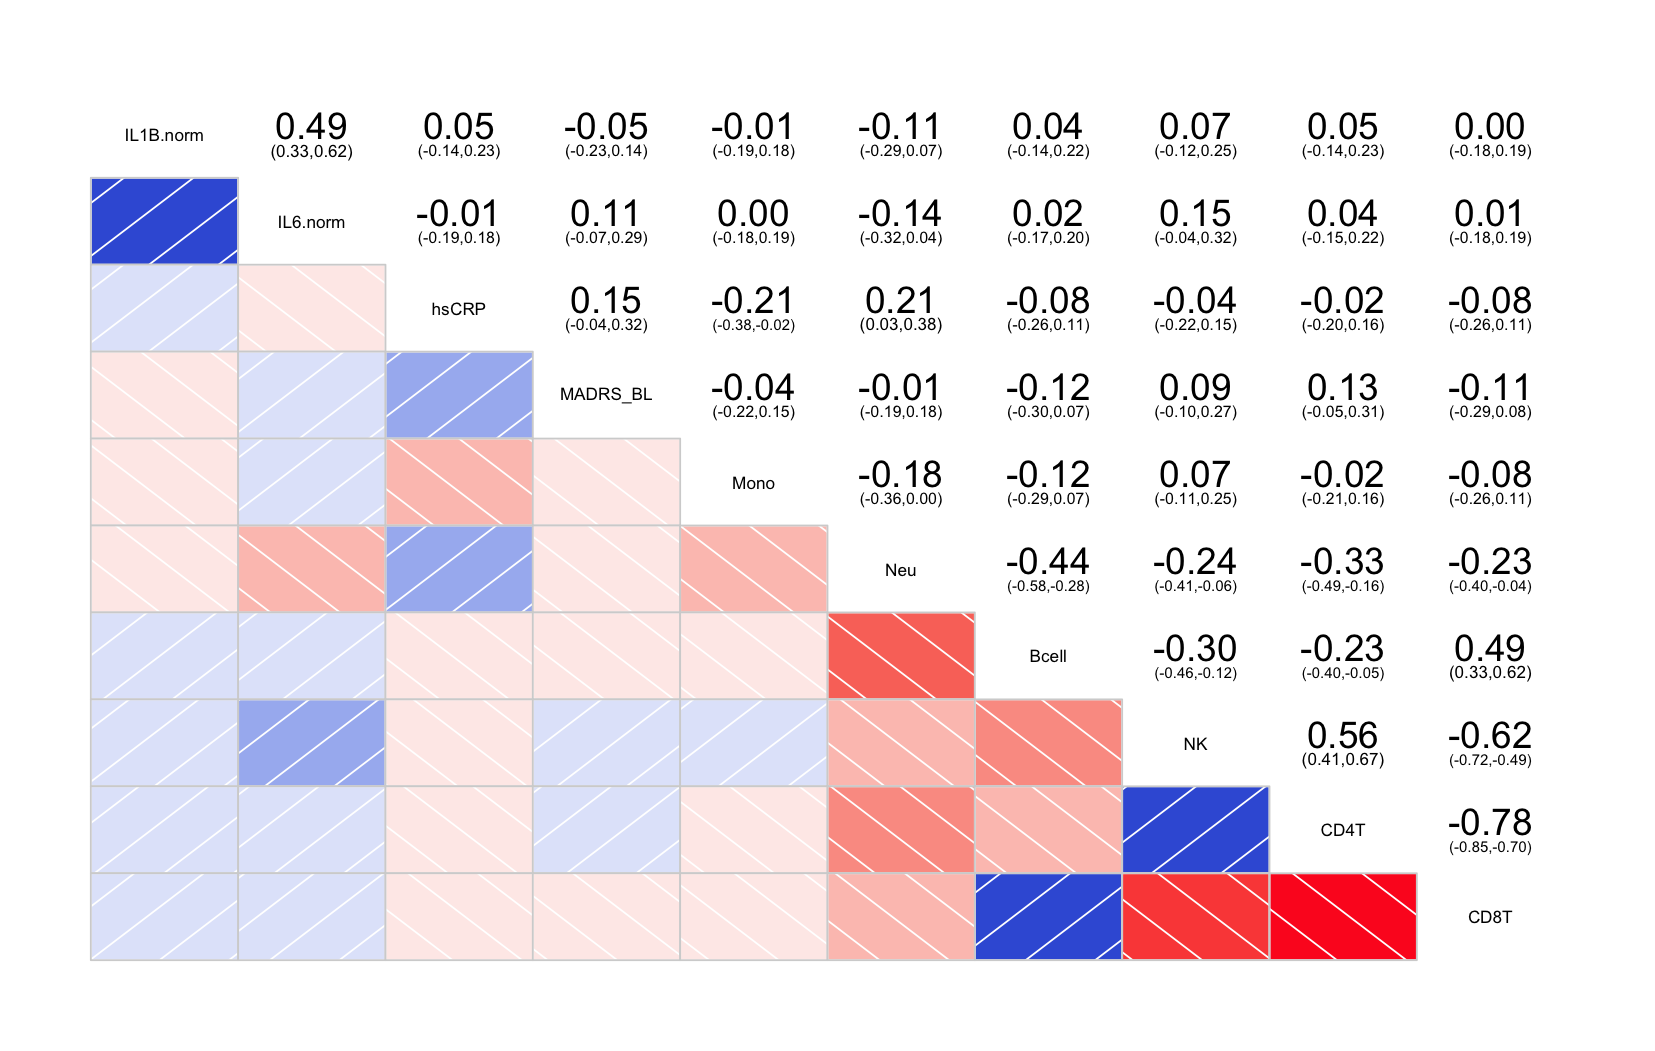 IL1B.norm 0.49 0.05 -0.05 -0.01 -0.11 0.04 0.07 0.05 0.00
(0.33,0.62) (-0.14,0.23) (-0.23,0.14) (-0.19,0.18) (-0.29,0.07) (-0.14,0.22) (-0.12,0.25) (-0.14,0.23) (-0.18,0.19)
IL6.norm -0.01 0.11 0.00 -0.14 0.02 0.15 0.04 0.01
(-0.19,0.18) (-0.07,0.29) (-0.18,0.19) (-0.32,0.04) (-0.17,0.20) (-0.04,0.32) (-0.15,0.22) (-0.18,0.19)
hsCRP 0.15 -0.21 0.21 -0.08 -0.04 -0.02 -0.08
(-0.04,0.32) (-0.38,-0.02) (0.03,0.38) (-0.26,0.11) (-0.22,0.15) (-0.20,0.16) (-0.26,0.11)
MADRS_BL -0.04 -0.01 -0.12 0.09 0.13 -0.11
(-0.22,0.15) (-0.19,0.18) (-0.30,0.07) (-0.10,0.27) (-0.05,0.31) (-0.29,0.08)
Mono -0.18 -0.12 0.07 -0.02 -0.08
(-0.36,0.00) (-0.29,0.07) (-0.11,0.25) (-0.21,0.16) (-0.26,0.11)
Neu -0.44 -0.24 -0.33 -0.23
(-0.58,-0.28) (-0.41,-0.06) (-0.49,-0.16) (-0.40,-0.04)
Bcell -0.30 -0.23 0.49
(-0.46,-0.12) (-0.40,-0.05) (0.33,0.62)
NK 0.56 -0.62
(0.41,0.67) (-0.72,-0.49)
CD4T -0.78
(-0.85,-0.70)
CD8T